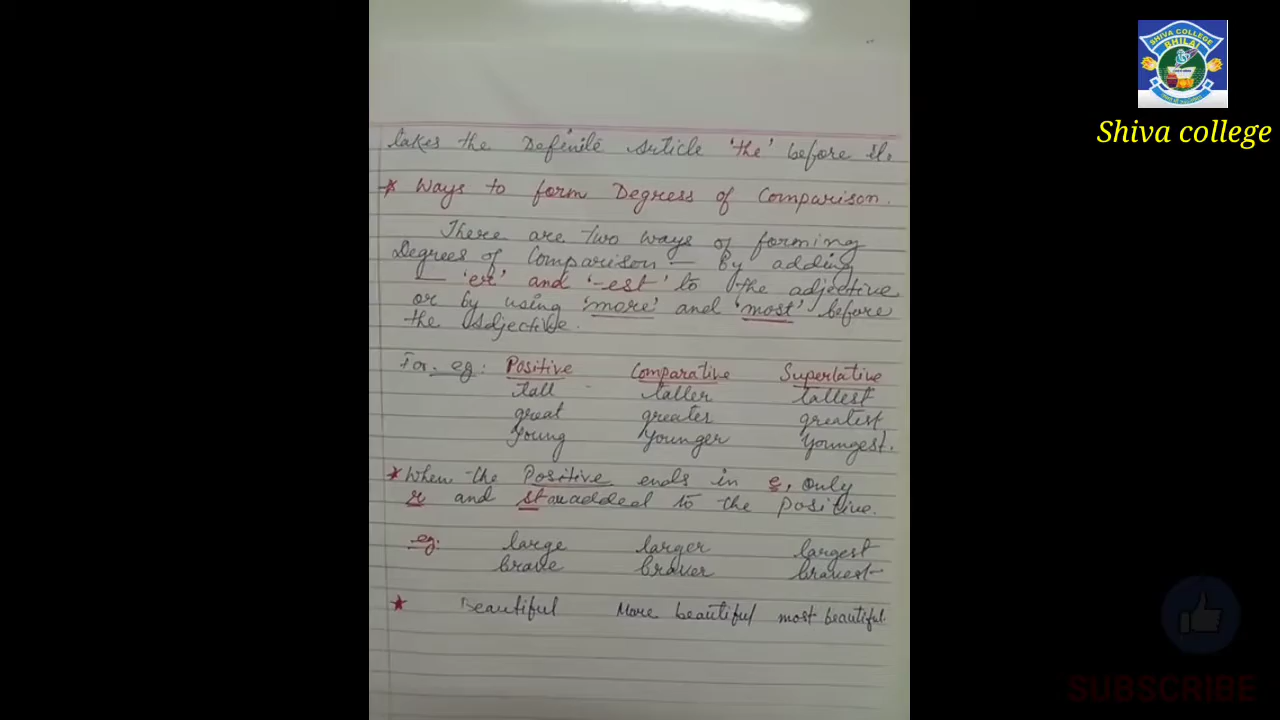 takes the Definite Article 'the' before it.
* Ways to form Degrees of Comparison.
There are two ways of forming
Degrees of Comparison — By adding
— 'er' and '-est' to the adjective
or by using 'more' and 'most' before
the Adjective.
For. eg: Positive Comparative Superlative
tall taller tallest
great greater greatest
Young Younger Youngest.
* When the Positive ends in e, Only
r and st are added to the positive.
eg. large larger largest
brave braver bravest
* Beautiful More beautiful most beautiful.
SHIVA COLLEGE
BHILAI
Shiva college
SUBSCRIBE